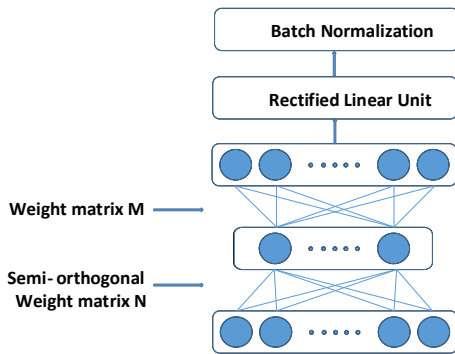 Batch Normalization
Rectified Linear Unit
Weight matrix M
Semi- orthogonal
Weight matrix N